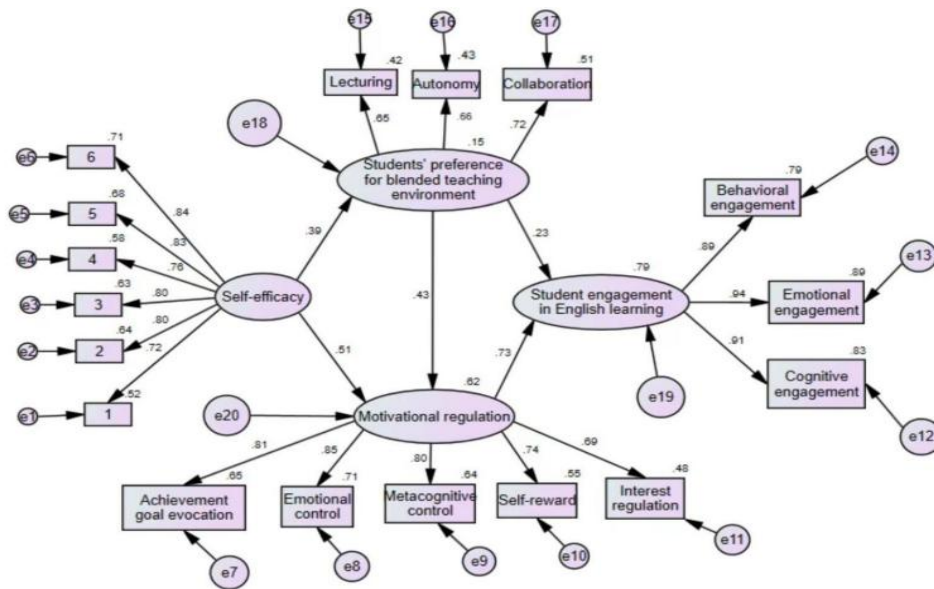 e15
e16
e17
.42
.43
.51
Lecturing
Autonomy
Collaboration
.65
.66
.72
e18
.15
Students' preference
for blended teaching
environment
e6
6
.71
e5
5
.68
e4
4
.58
e3
3
.63
e2
2
.64
e1
1
.52
.84
.83
.76
.80
.80
.72
Self-efficacy
.39
.51
.43
.23
.73
.79
Student engagement
in English learning
e19
.89
.94
.91
.79
Behavioral
engagement
e14
.89
Emotional
engagement
e13
.83
Cognitive
engagement
e12
e20
.62
Motivational regulation
.81
.85
.80
.74
.69
.65
Achievement
goal evocation
.71
Emotional
control
.64
Metacognitive
control
.55
Self-reward
.48
Interest
regulation
e7
e8
e9
e10
e11